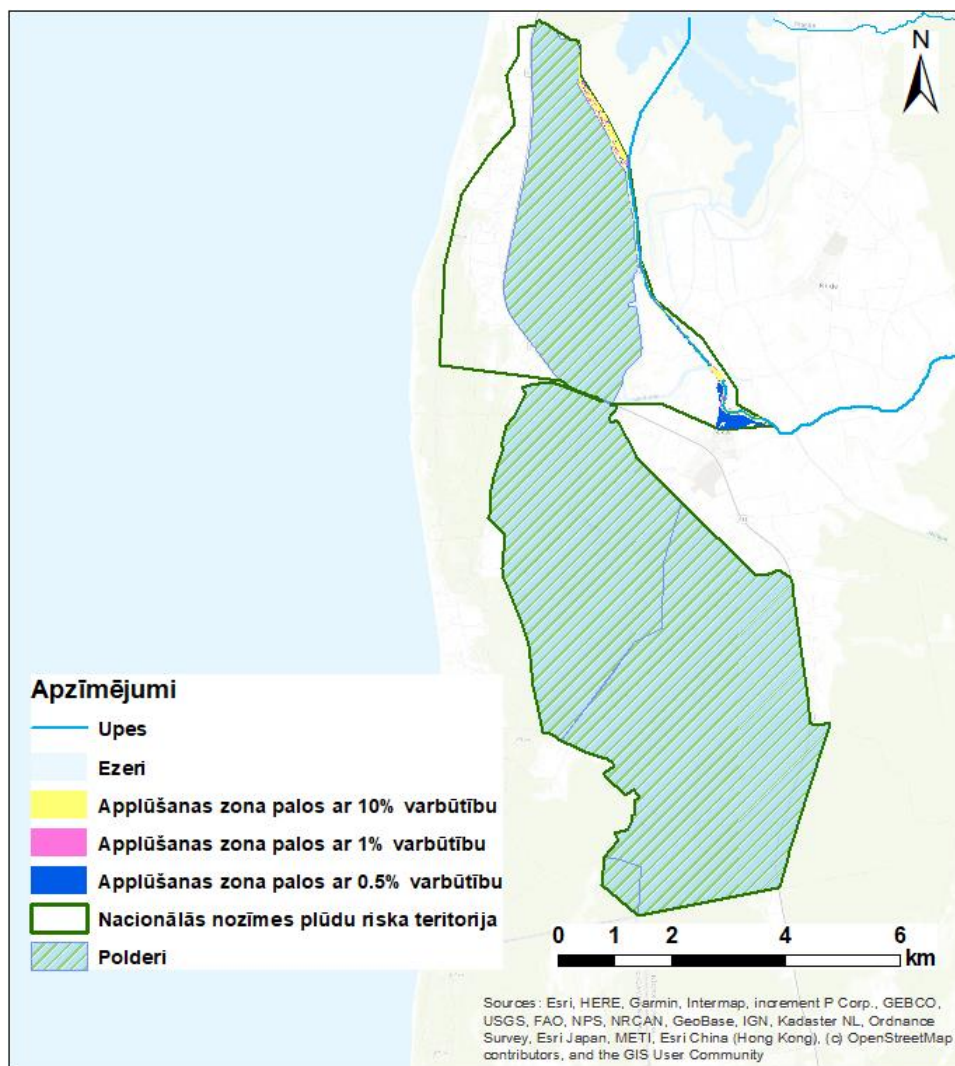 N
Apzīmējumi
Upes
Ezeri
Applūšanas zona palos ar 10% varbūtību
Applūšanas zona palos ar 1% varbūtību
Applūšanas zona palos ar 0.5% varbūtību
Nacionālās nozīmes plūdu riska teritorija
Polderi
0 1 2 4 6
km
Sources: Esri, HERE, Garmin, Intermap, increment P Corp., GEBCO,
USGS, FAO, NPS, NRCAN, GeoBase, IGN, Kadaster NL, Ordnance
Survey, Esri Japan, METI, Esri China (Hong Kong), (c) OpenStreetMap
contributors, and the GIS User Community